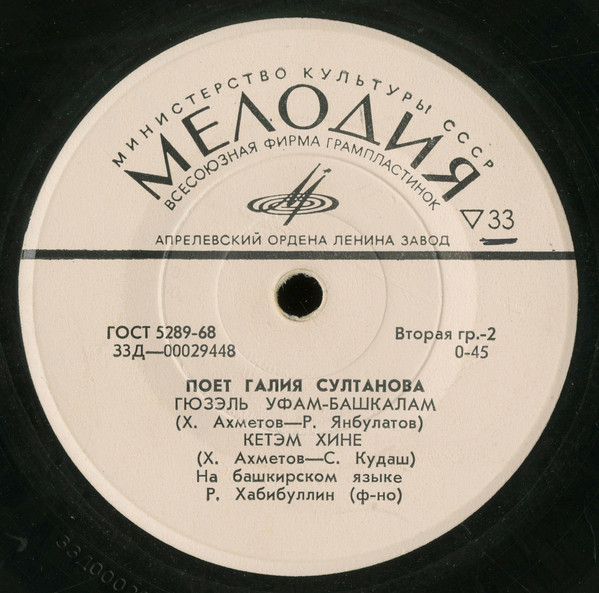 МИНИСТЕРСТВО КУЛЬТУРЫ СССР
МЕЛОДИЯ
ВСЕСОЮЗНАЯ ФИРМА ГРАМПЛАСТИНОК
33
АПРЕЛЕВСКИЙ ОРДЕНА ЛЕНИНА ЗАВОД
ГОСТ 5289-68 Вторая гр.-2
33Д—00029448 0-45
ПОЕТ ГАЛИЯ СУЛТАНОВА
ГЮЗЭЛЬ УФАМ-БАШКАЛАМ
(Х. Ахметов—Р. Янбулатов)
КЕТЭМ ХИНЕ
(Х. Ахметов—С. Кудаш)
На башкирском языке
Р. Хабибуллин (ф-но)